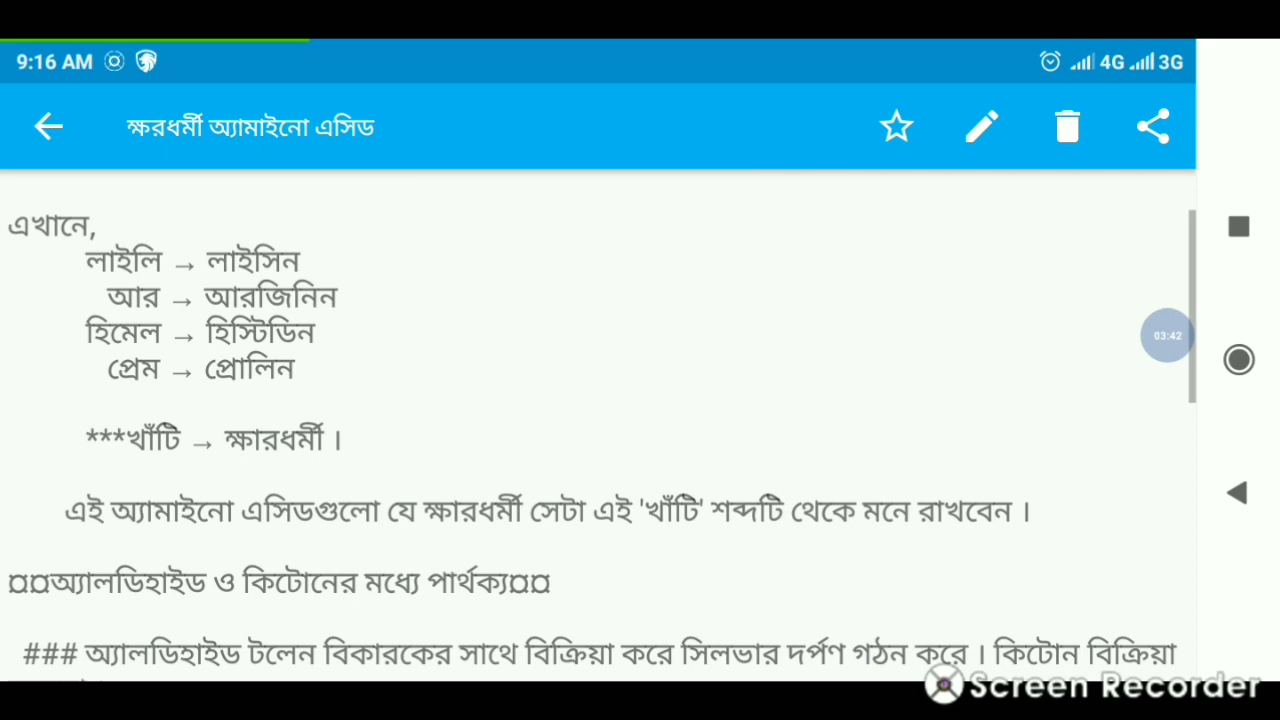 9:16 AM 4G 3G
ক্ষরধর্মী অ্যামাইনো এসিড
এখানে,
লাইলি → লাইসিন
আর → আরজিনিন
হিমেল → হিস্টিডিন
03:42
প্রেম → প্রোলিন
***খাঁটি → ক্ষারধর্মী ।
এই অ্যামাইনো এসিডগুলো যে ক্ষারধর্মী সেটা এই 'খাঁটি' শব্দটি থেকে মনে রাখবেন ।
¤¤অ্যালডিহাইড ও কিটোনের মধ্যে পার্থক্য¤¤
### অ্যালডিহাইড টলেন বিকারকের সাথে বিক্রিয়া করে সিলভার দর্পণ গঠন করে । কিটোন বিক্রিয়া
Screen Recorder